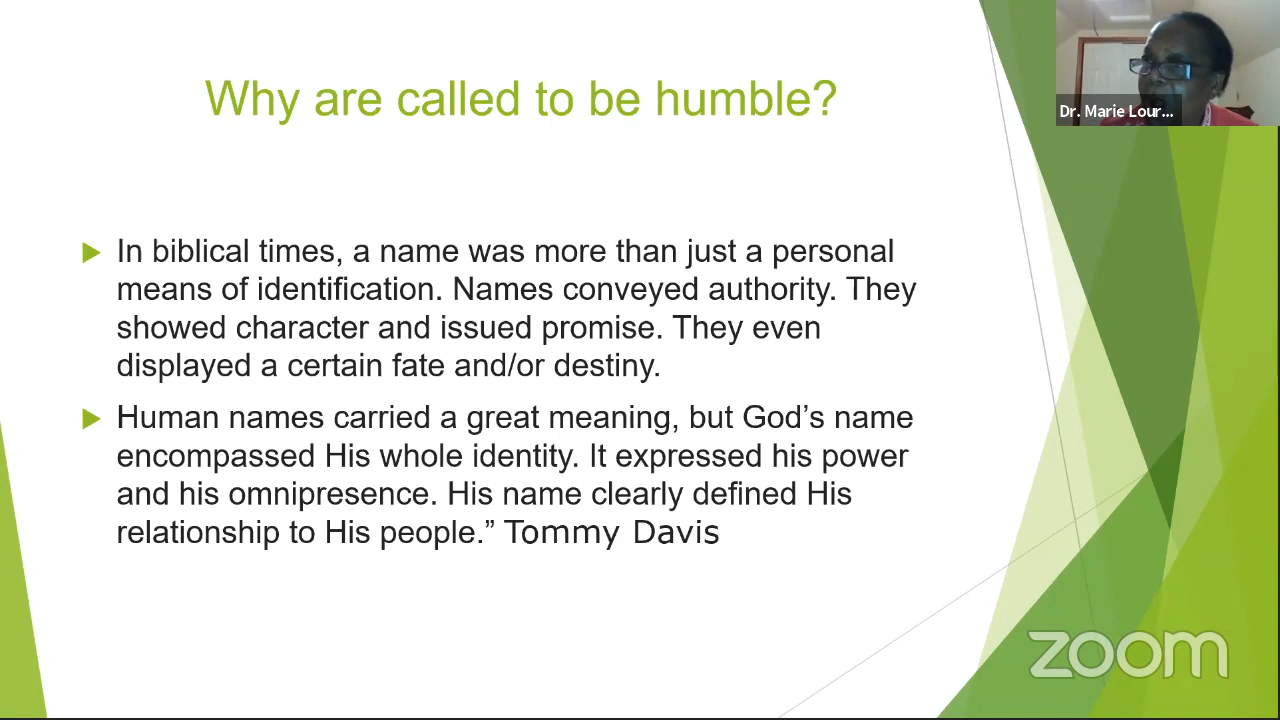 Why are called to be humble?
Dr. Marie Lour...
In biblical times, a name was more than just a personal
means of identification. Names conveyed authority. They
showed character and issued promise. They even
displayed a certain fate and/or destiny.
Human names carried a great meaning, but God’s name
encompassed His whole identity. It expressed his power
and his omnipresence. His name clearly defined His
relationship to His people.” Tommy Davis
zoom